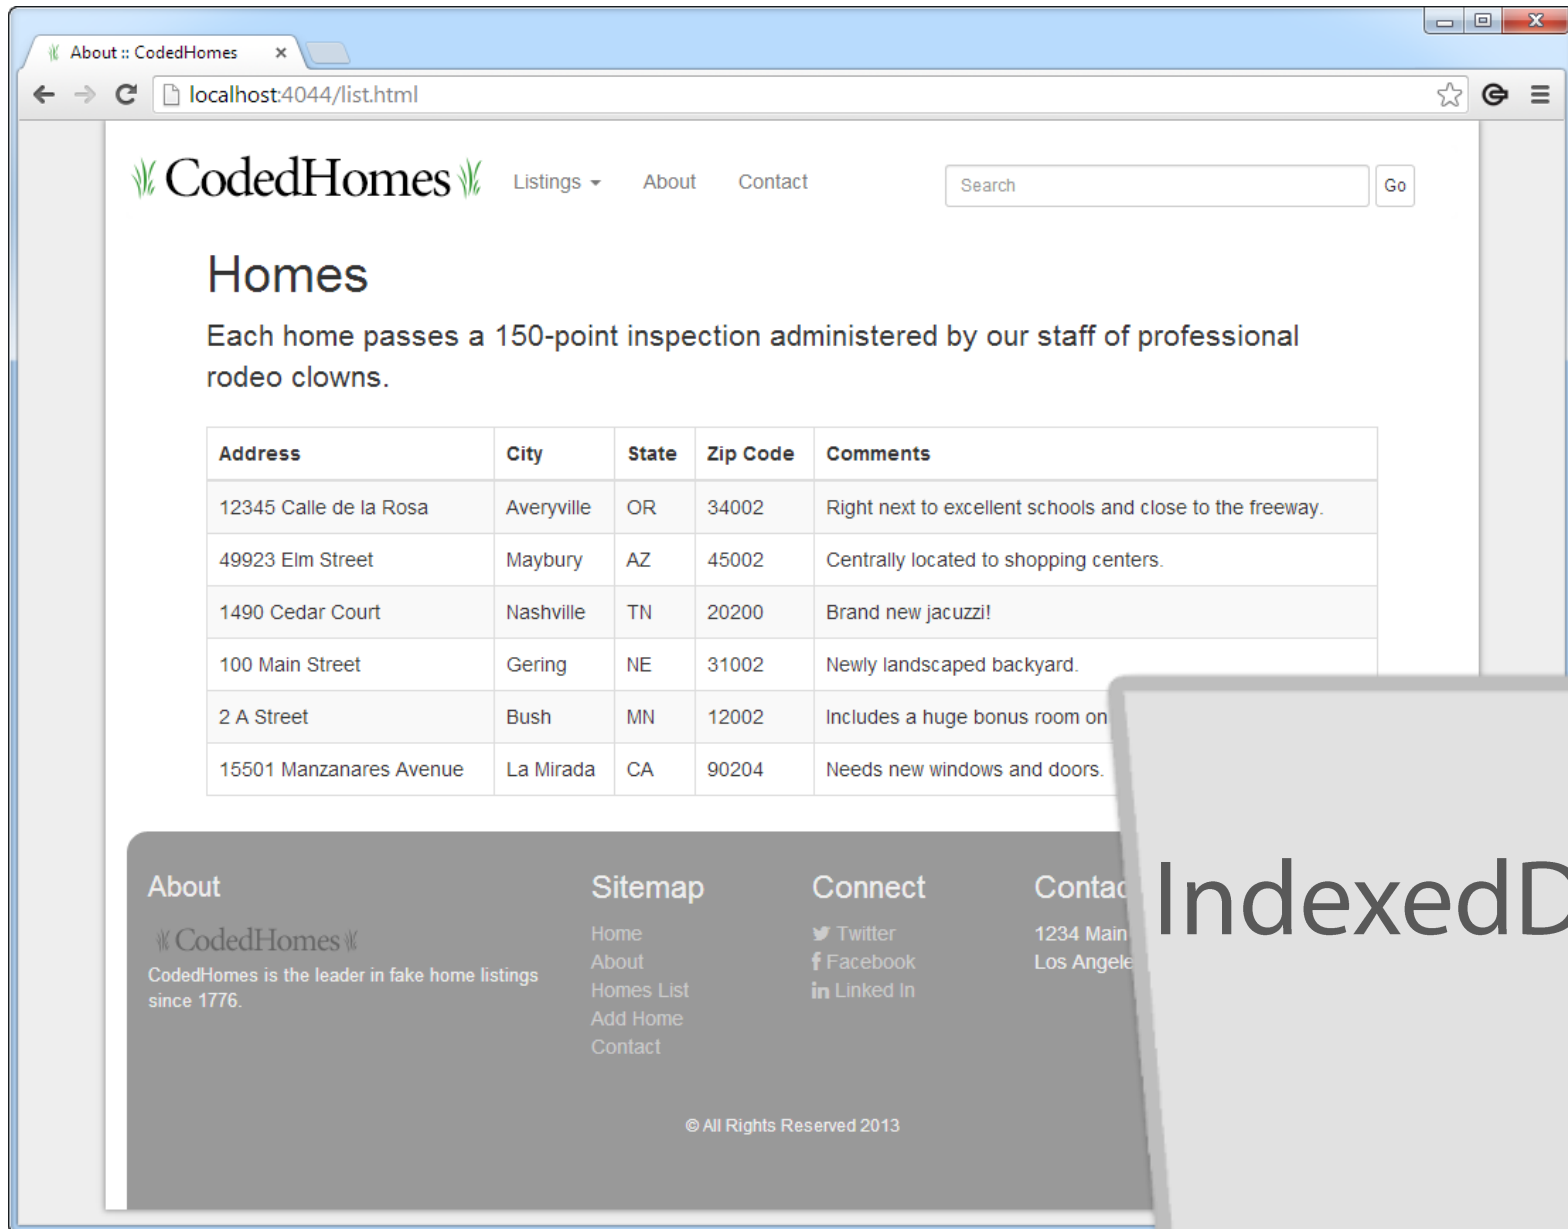 About :: CodedHomes
localhost:4044/list.html
CodedHomes Listings About Contact Search Go
Homes
Each home passes a 150-point inspection administered by our staff of professional
rodeo clowns.
Address City State Zip Code Comments
12345 Calle de la Rosa Averyville OR 34002 Right next to excellent schools and close to the freeway.
49923 Elm Street Maybury AZ 45002 Centrally located to shopping centers.
1490 Cedar Court Nashville TN 20200 Brand new jacuzzi!
100 Main Street Gering NE 31002 Newly landscaped backyard.
2 A Street Bush MN 12002 Includes a huge bonus room on
15501 Manzanares Avenue La Mirada CA 90204 Needs new windows and doors.
About
CodedHomes
CodedHomes is the leader in fake home listings
since 1776.
Sitemap
Home
About
Homes List
Add Home
Contact
Connect
Twitter
Facebook
in Linked In
Contac
1234 Main
Los Angele
© All Rights Reserved 2013
IndexedD